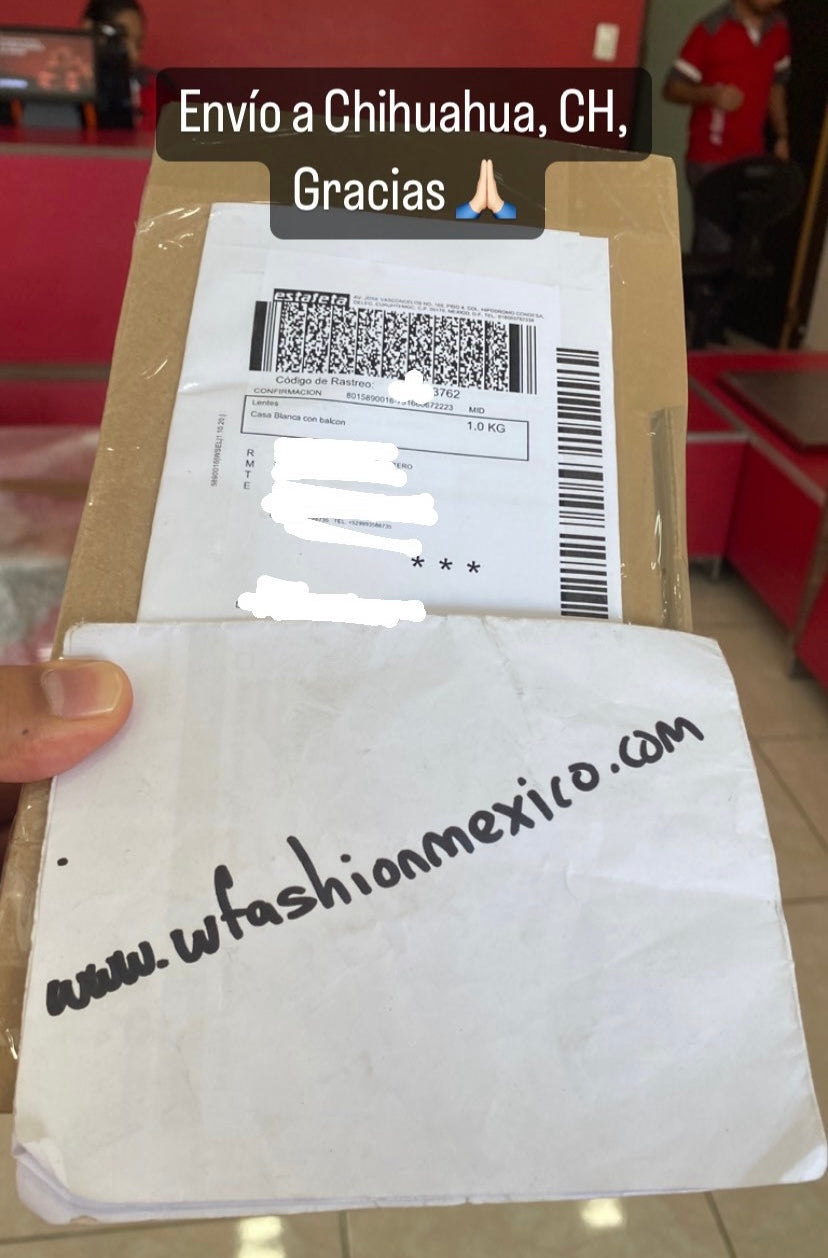 Envío a Chihuahua, CH,
Gracias 🙏🏻
estafeta
Código de Rastreo: 3762
CONFIRMACION MID
Lentes
Casa Blanca con balcon 1.0 KG
R
M
T
E
* * *
www.wfashionmexico.com